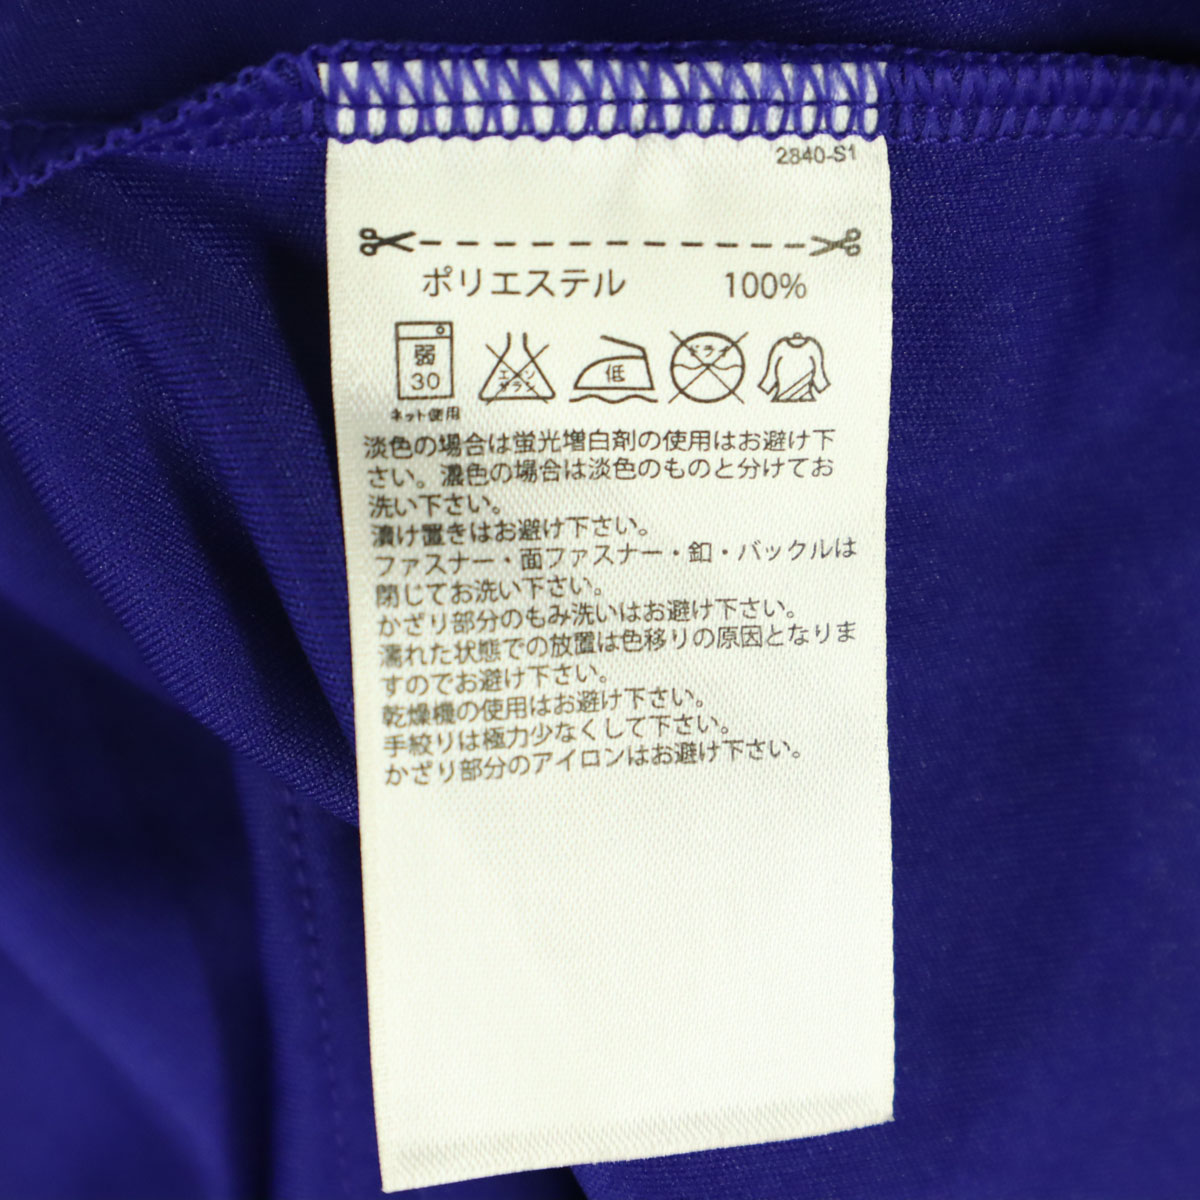 2840-S1
ポリエステル 100%
弱
30
ネット使用
エンソ
サラシ
低
ドライ
淡色の場合は蛍光増白剤の使用はお避け下
さい。濃色の場合は淡色のものと分けてお
洗い下さい。
漬け置きはお避け下さい。
ファスナー・面ファスナー・釦・バックルは
閉じてお洗い下さい。
かざり部分のもみ洗いはお避け下さい。
濡れた状態での放置は色移りの原因となりま
すのでお避け下さい。
乾燥機の使用はお避け下さい。
手絞りは極力少なくして下さい。
かざり部分のアイロンはお避け下さい。